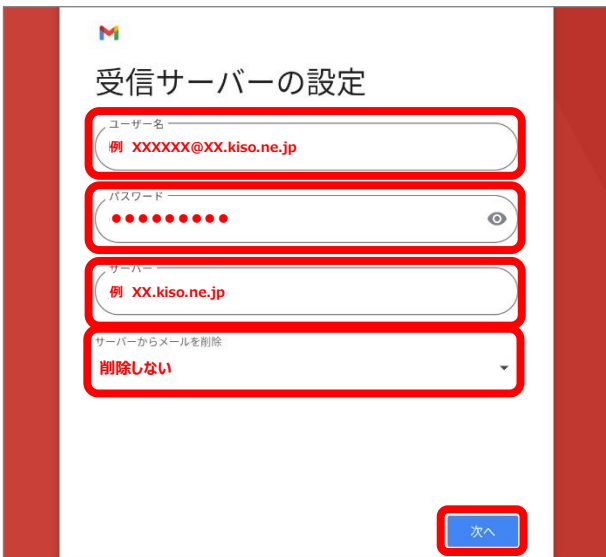 受信サーバーの設定
ユーザー名
例 XXXXXX@XX.kiso.ne.jp
パスワード
●●●●●●●●●
サーバー
例 XX.kiso.ne.jp
サーバーからメールを削除
削除しない
次へ